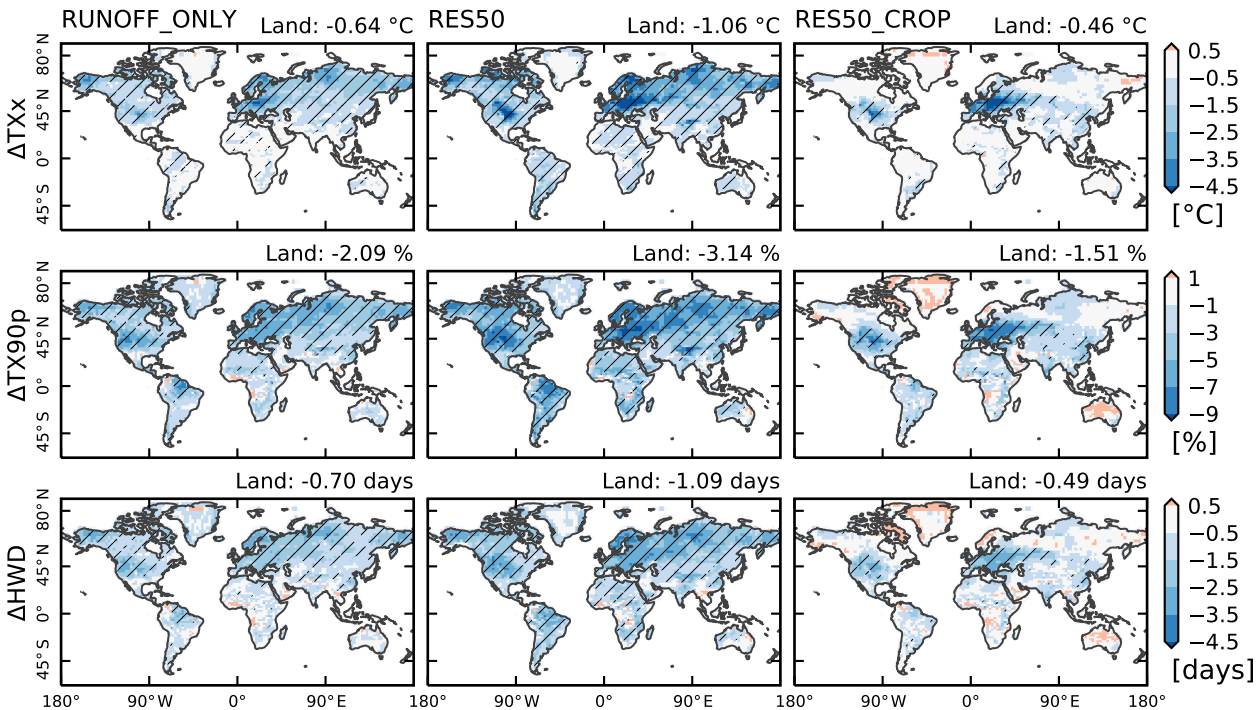 RUNOFF_ONLY Land: -0.64 °C RES50 Land: -1.06 °C RES50_CROP Land: -0.46 °C
ΔTXx
80° N
45° N
0°
45° S
0.5
−0.5
−1.5
−2.5
−3.5
−4.5
[°C]
Land: -2.09 % Land: -3.14 % Land: -1.51 %
ΔTX90p
80° N
45° N
0°
45° S
1
−1
−3
−5
−7
−9
[%]
Land: -0.70 days Land: -1.09 days Land: -0.49 days
ΔHWD
80° N
45° N
0°
45° S
0.5
−0.5
−1.5
−2.5
−3.5
−4.5
[days]
180° 90° W 0° 90° E 180° 90° W 0° 90° E 180° 90° W 0° 90° E 180°